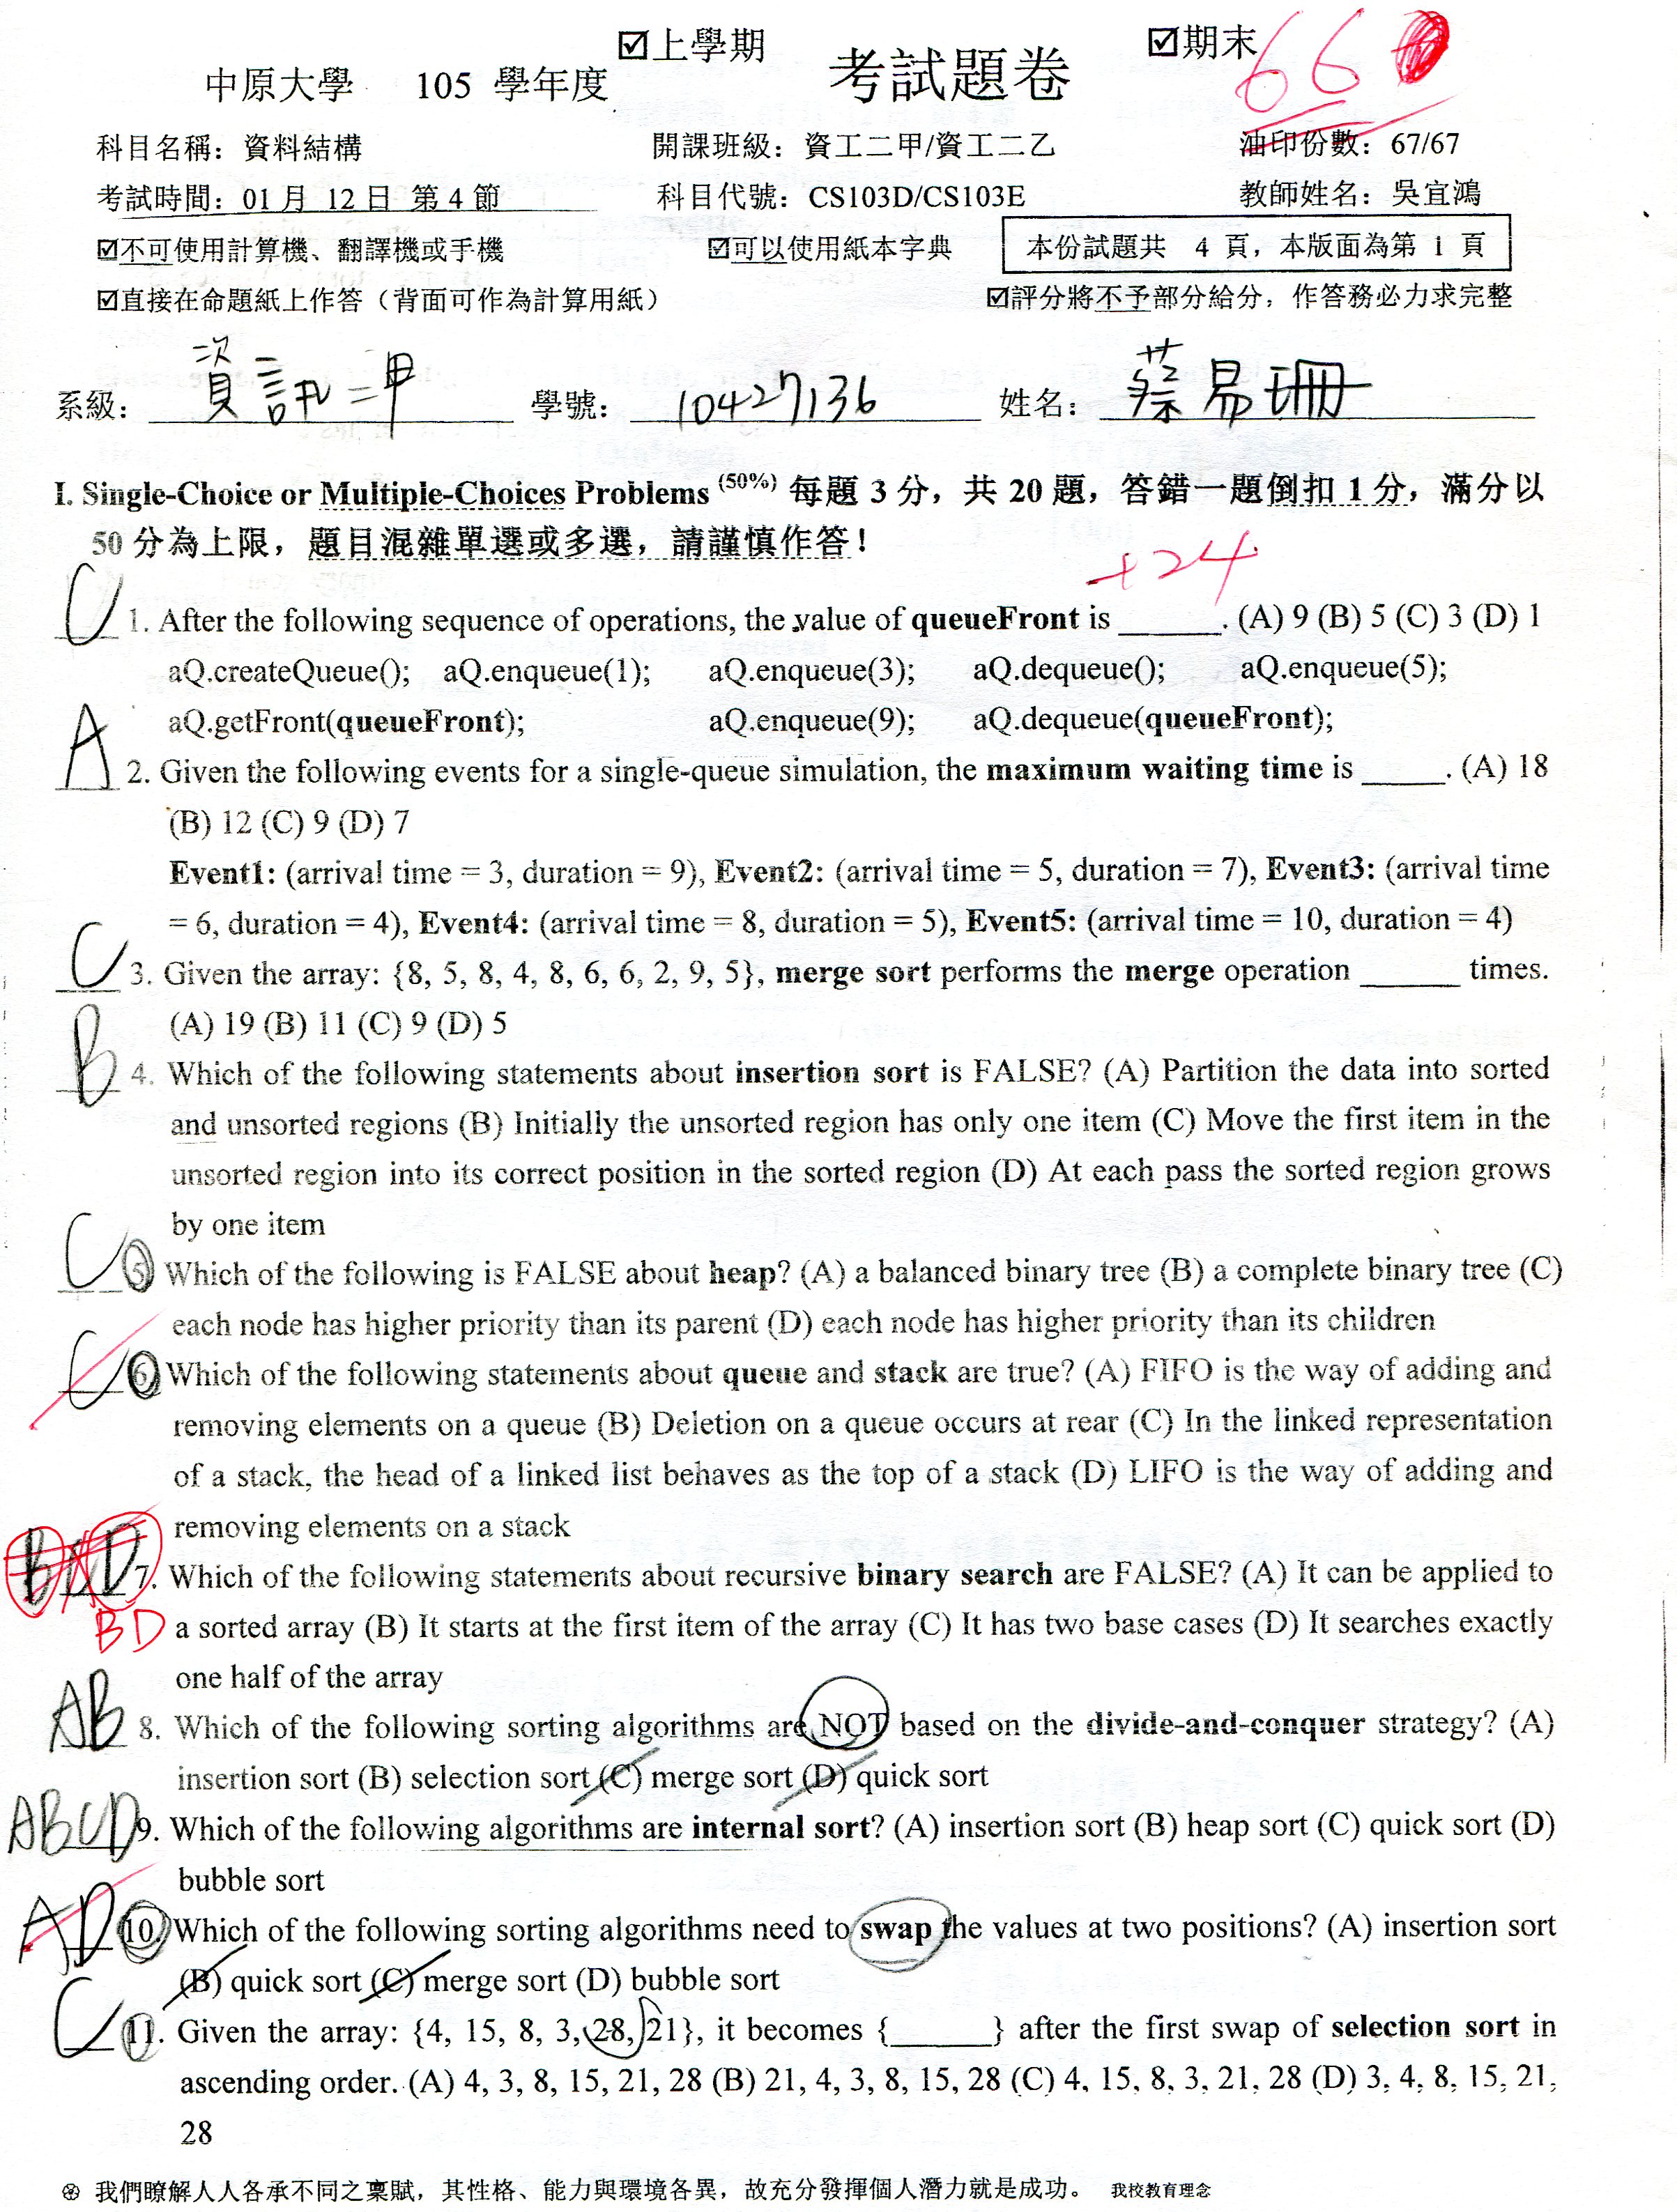 ☑上學期 ☑期末
中原大學 105 學年度 考試題卷 66
科目名稱：資料結構 開課班級：資工二甲/資工二乙 油印份數：67/67
考試時間：01 月 12 日 第 4 節 科目代號：CS103D/CS103E 教師姓名：吳宜鴻
☑不可使用計算機、翻譯機或手機 ☑可以使用紙本字典 本份試題共 4 頁，本版面為第 1 頁
☑直接在命題紙上作答（背面可作為計算用紙） ☑評分將不予部分給分，作答務必力求完整
系級：資訊二甲 學號：10427136 姓名：蔡易珊
I. Single-Choice or Multiple-Choices Problems (50%) 每題 3 分，共 20 題，答錯一題倒扣 1 分，滿分以
50 分為上限，題目混雜單選或多選，請謹慎作答！
+24
C 1. After the following sequence of operations, the value of queueFront is ______. (A) 9 (B) 5 (C) 3 (D) 1
aQ.createQueue(); aQ.enqueue(1); aQ.enqueue(3); aQ.dequeue(); aQ.enqueue(5);
aQ.getFront(queueFront); aQ.enqueue(9); aQ.dequeue(queueFront);
A 2. Given the following events for a single-queue simulation, the maximum waiting time is _____. (A) 18
(B) 12 (C) 9 (D) 7
Event1: (arrival time = 3, duration = 9), Event2: (arrival time = 5, duration = 7), Event3: (arrival time
= 6, duration = 4), Event4: (arrival time = 8, duration = 5), Event5: (arrival time = 10, duration = 4)
C 3. Given the array: {8, 5, 8, 4, 8, 6, 6, 2, 9, 5}, merge sort performs the merge operation ______ times.
(A) 19 (B) 11 (C) 9 (D) 5
B 4. Which of the following statements about insertion sort is FALSE? (A) Partition the data into sorted
and unsorted regions (B) Initially the unsorted region has only one item (C) Move the first item in the
unsorted region into its correct position in the sorted region (D) At each pass the sorted region grows
by one item
C 5. Which of the following is FALSE about heap? (A) a balanced binary tree (B) a complete binary tree (C)
each node has higher priority than its parent (D) each node has higher priority than its children
C 6. Which of the following statements about queue and stack are true? (A) FIFO is the way of adding and
removing elements on a queue (B) Deletion on a queue occurs at rear (C) In the linked representation
of a stack, the head of a linked list behaves as the top of a stack (D) LIFO is the way of adding and
removing elements on a stack
7. Which of the following statements about recursive binary search are FALSE? (A) It can be applied to
BD a sorted array (B) It starts at the first item of the array (C) It has two base cases (D) It searches exactly
one half of the array
AB 8. Which of the following sorting algorithms are NOT based on the divide-and-conquer strategy? (A)
insertion sort (B) selection sort (C) merge sort (D) quick sort
ABCD 9. Which of the following algorithms are internal sort? (A) insertion sort (B) heap sort (C) quick sort (D)
bubble sort
AD 10. Which of the following sorting algorithms need to swap the values at two positions? (A) insertion sort
(B) quick sort (C) merge sort (D) bubble sort
C 11. Given the array: {4, 15, 8, 3, 28, 21}, it becomes {______} after the first swap of selection sort in
ascending order. (A) 4, 3, 8, 15, 21, 28 (B) 21, 4, 3, 8, 15, 28 (C) 4, 15, 8, 3, 21, 28 (D) 3, 4, 8, 15, 21,
28
我們瞭解人人各承不同之稟賦，其性格、能力與環境各異，故充分發揮個人潛力就是成功。 我校教育理念